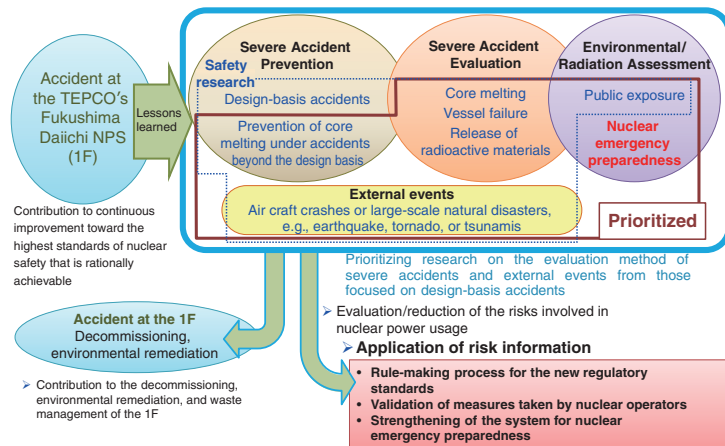 Accident at
the TEPCO's
Fukushima
Daiichi NPS
(1F)
Lessons
learned
Severe Accident
Prevention
Safety
research
Design-basis accidents
Prevention of core
melting under accidents
beyond the design basis
Severe Accident
Evaluation
Core melting
Vessel failure
Release of
radioactive materials
Environmental/
Radiation Assessment
Public exposure
Nuclear
emergency
preparedness
External events
Air craft crashes or large-scale natural disasters,
e.g., earthquake, tornado, or tsunamis
Prioritized
Contribution to continuous
improvement toward the
highest standards of nuclear
safety that is rationally
achievable
Prioritizing research on the evaluation method of
severe accidents and external events from those
focused on design-basis accidents
➢ Evaluation/reduction of the risks involved in
nuclear power usage
➢ Application of risk information
• Rule-making process for the new regulatory
standards
• Validation of measures taken by nuclear operators
• Strengthening of the system for nuclear
emergency preparedness
Accident at the 1F
Decommissioning,
environmental remediation
➢ Contribution to the decommissioning,
environmental remediation, and waste
management of the 1F